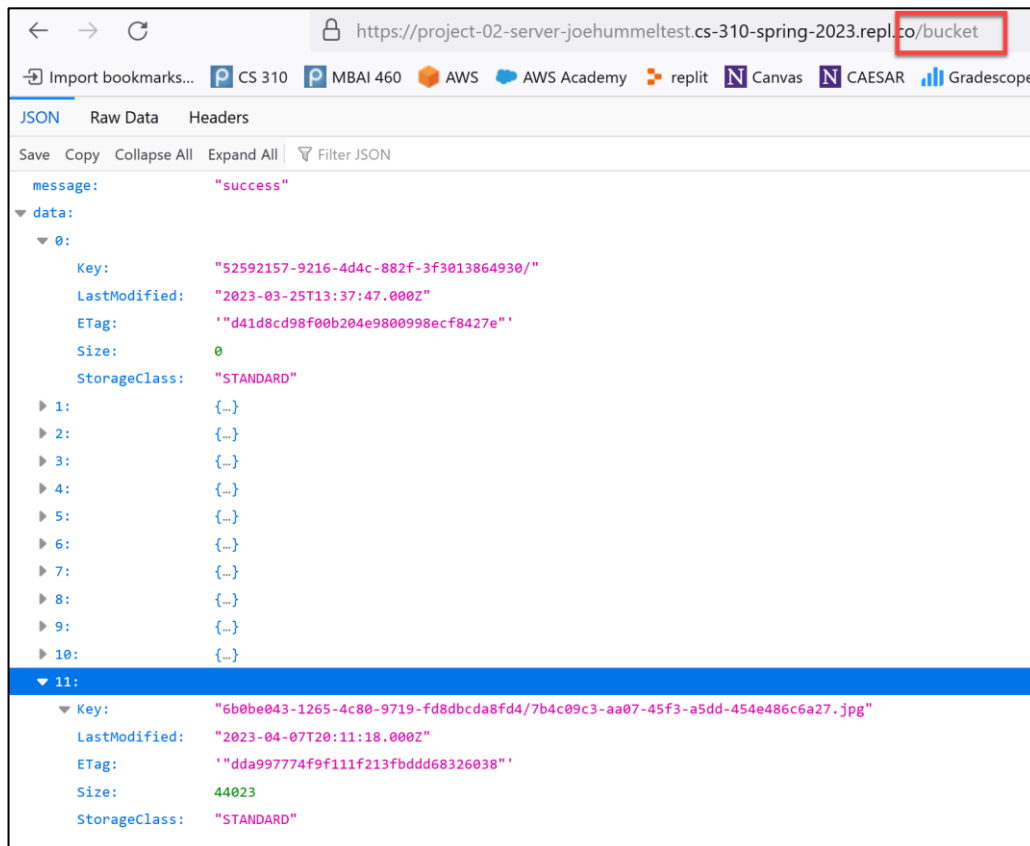 https://project-02-server-joehummeltest.cs-310-spring-2023.repl.co/bucket
Import bookmarks... CS 310 MBAI 460 AWS AWS Academy replit N Canvas N CAESAR Gradescope
JSON Raw Data Headers
Save Copy Collapse All Expand All Filter JSON
message: "success"
data:
0:
Key: "52592157-9216-4d4c-882f-3f3013864930/"
LastModified: "2023-03-25T13:37:47.000Z"
ETag: '"d41d8cd98f00b204e9800998ecf8427e"'
Size: 0
StorageClass: "STANDARD"
1: {…}
2: {…}
3: {…}
4: {…}
5: {…}
6: {…}
7: {…}
8: {…}
9: {…}
10: {…}
11:
Key: "6b0be043-1265-4c80-9719-fd8dbcda8fd4/7b4c09c3-aa07-45f3-a5dd-454e486c6a27.jpg"
LastModified: "2023-04-07T20:11:18.000Z"
ETag: '"dda997774f9f111f213fbddd68326038"'
Size: 44023
StorageClass: "STANDARD"